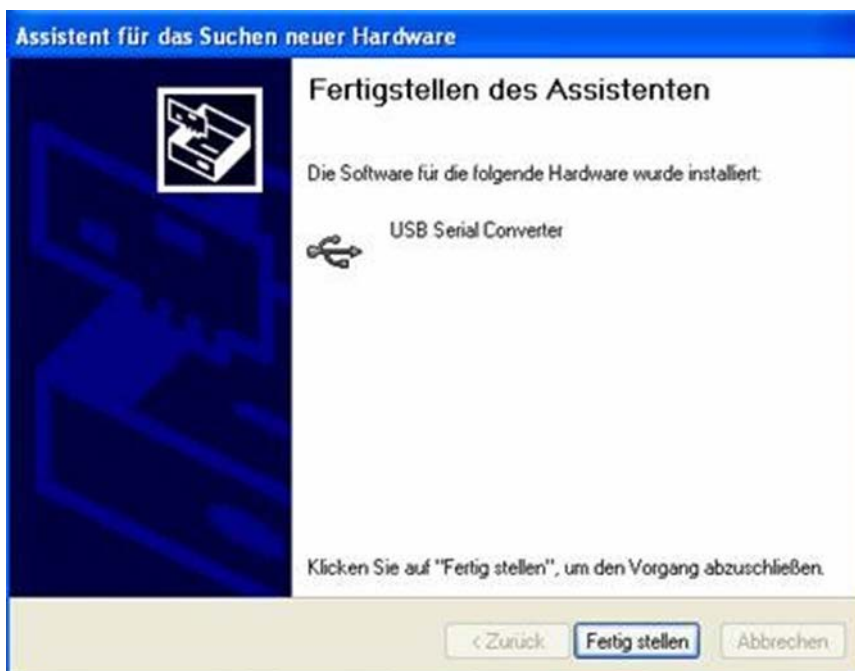 Assistent für das Suchen neuer Hardware
Fertigstellen des Assistenten
Die Software für die folgende Hardware wurde installiert:
USB Serial Converter
Klicken Sie auf "Fertig stellen", um den Vorgang abzuschließen.
< Zurück Fertig stellen Abbrechen